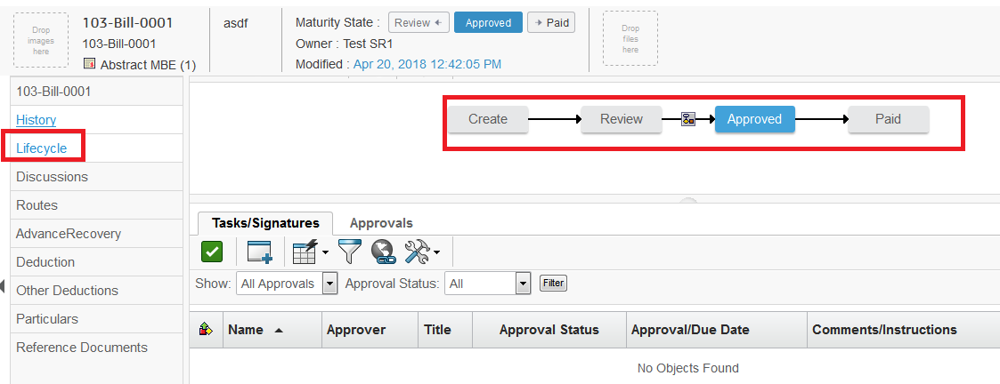 Drop
images
here
103-Bill-0001
103-Bill-0001
Abstract MBE (1)
asdf
Maturity State : Review Approved Paid
Owner : Test SR1
Modified : Apr 20, 2018 12:42:05 PM
Drop
files
here
103-Bill-0001
History
Lifecycle
Discussions
Routes
AdvanceRecovery
Deduction
Other Deductions
Particulars
Reference Documents
Create Review Approved Paid
Tasks/Signatures Approvals
Show: All Approvals Approval Status: All Filter
Name Approver Title Approval Status Approval/Due Date Comments/Instructions
No Objects Found